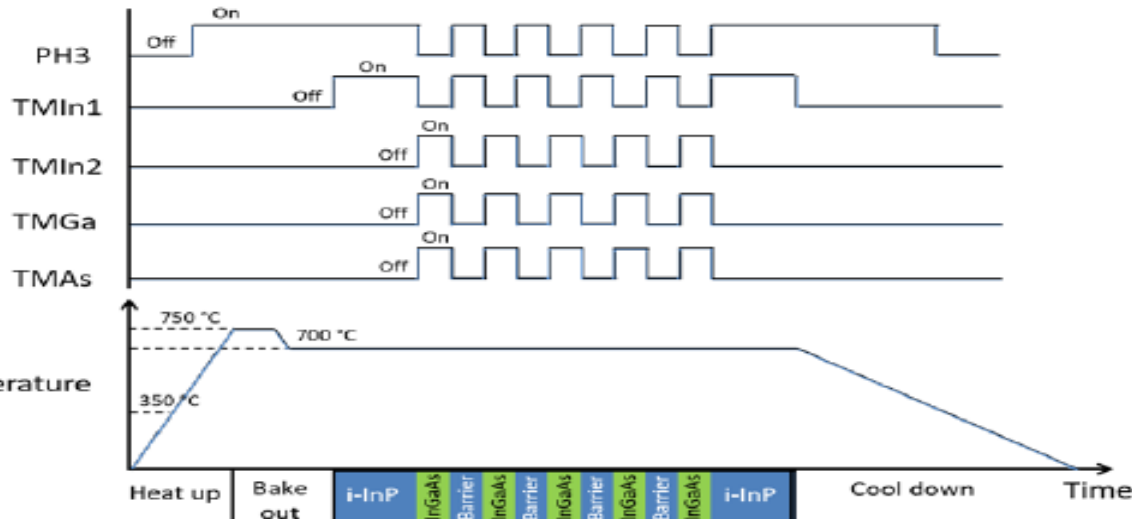 On
Off
PH3
On
Off
TMIn1
On
Off
TMIn2
On
Off
TMGa
On
Off
TMAs
750 °C
700 °C
erature
350 °C
Heat up
Bake out
i-InP
InGaAs
Barrier
InGaAs
Barrier
InGaAs
Barrier
InGaAs
Barrier
InGaAs
i-InP
Cool down
Time